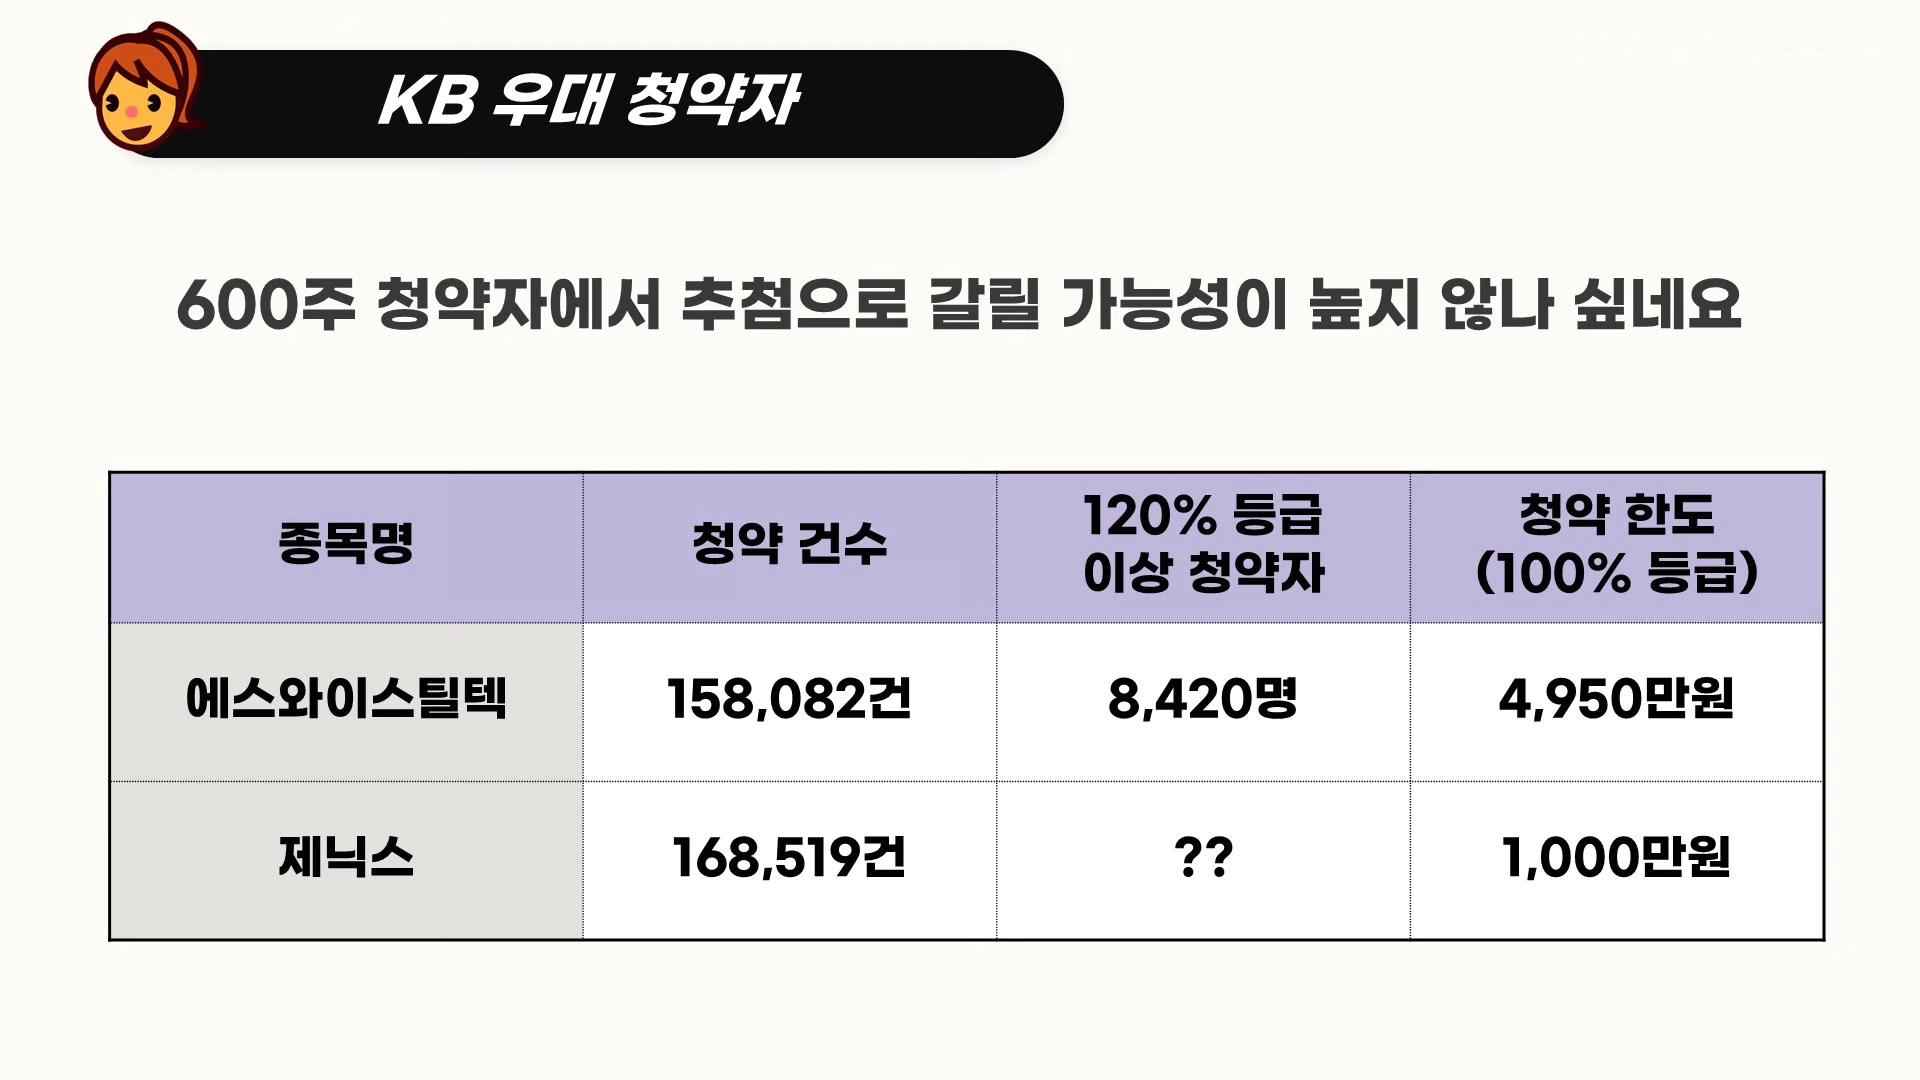 KB 우대 청약자
600주 청약자에서 추첨으로 갈릴 가능성이 높지 않나 싶네요
종목명
청약 건수
120% 등급
이상 청약자
청약 한도
(100% 등급)
에스와이스틸텍
158,082건
8,420명
4,950만원
제닉스
168,519건
??
1,000만원